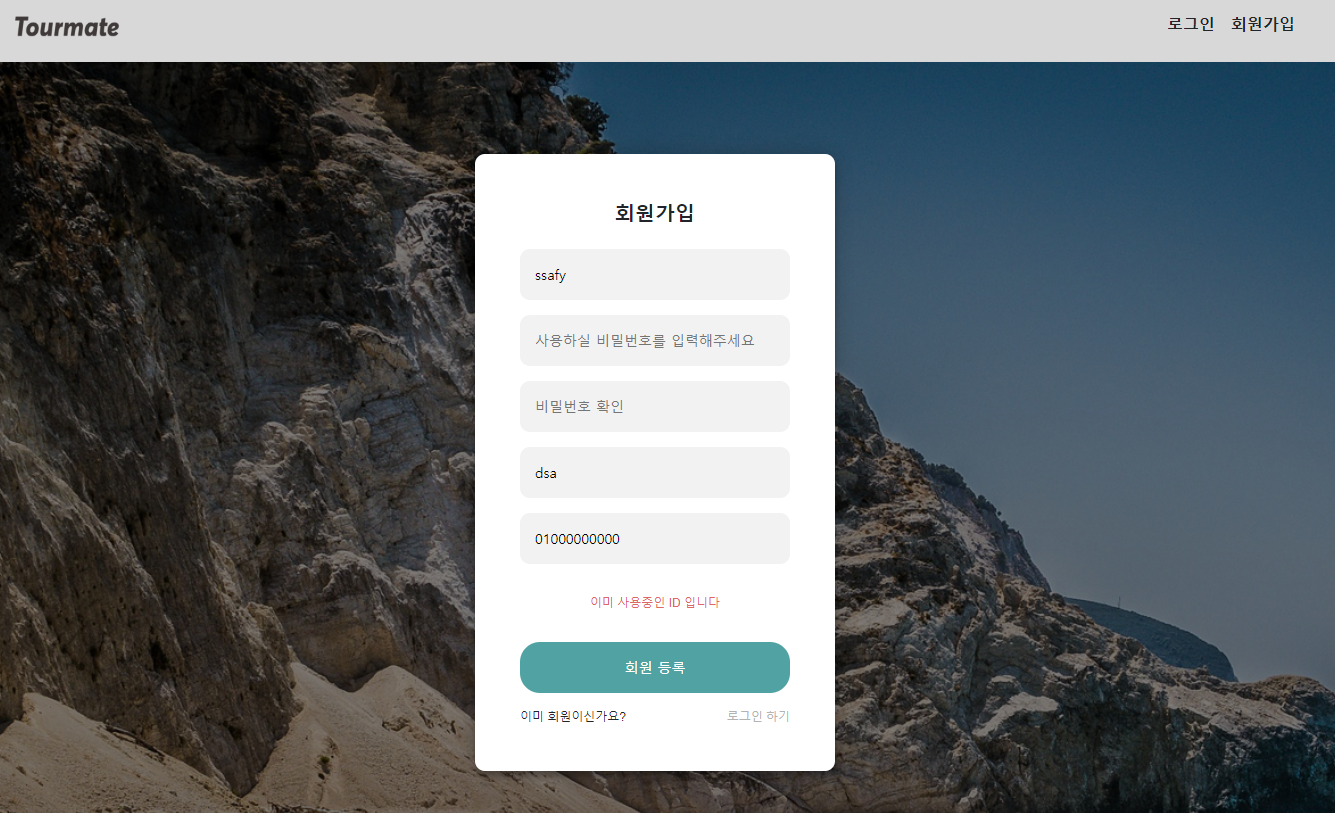 Tourmate
로그인 회원가입
회원가입
ssafy
사용하실 비밀번호를 입력해주세요
비밀번호 확인
dsa
01000000000
이미 사용중인 ID 입니다
회원 등록
이미 회원이신가요? 로그인 하기